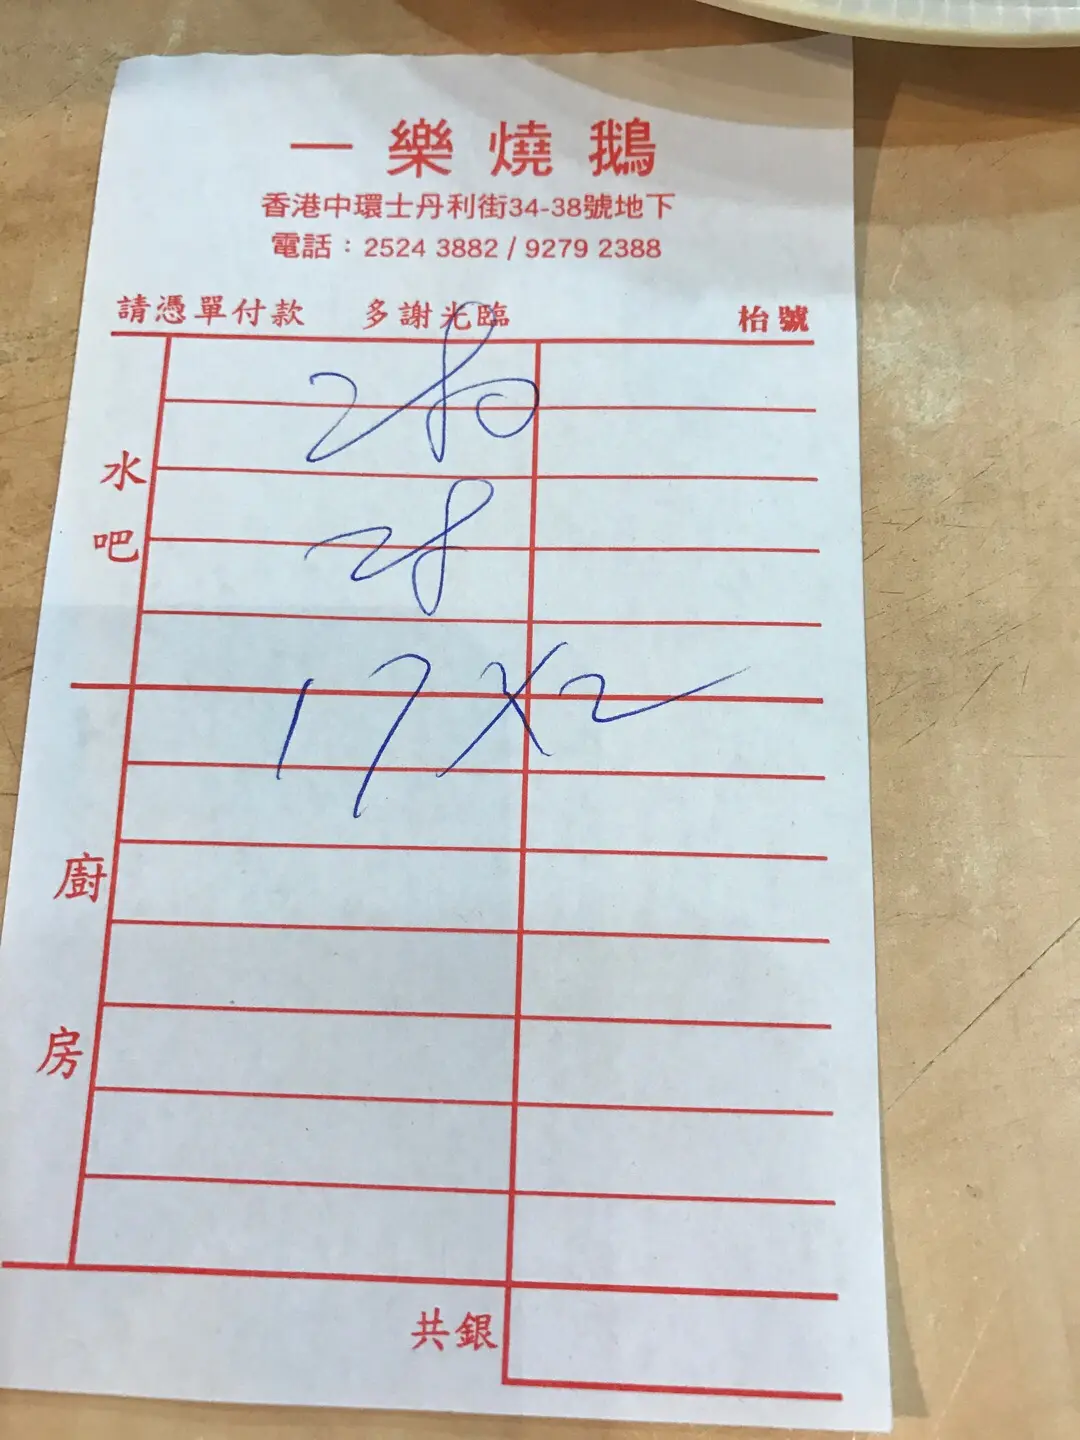 一樂燒鵝
香港中環士丹利街34-38號地下
電話：2524 3882 / 9279 2388
請憑單付款 多謝光臨 枱號
280
28
17 X 2
水吧
廚房
共銀